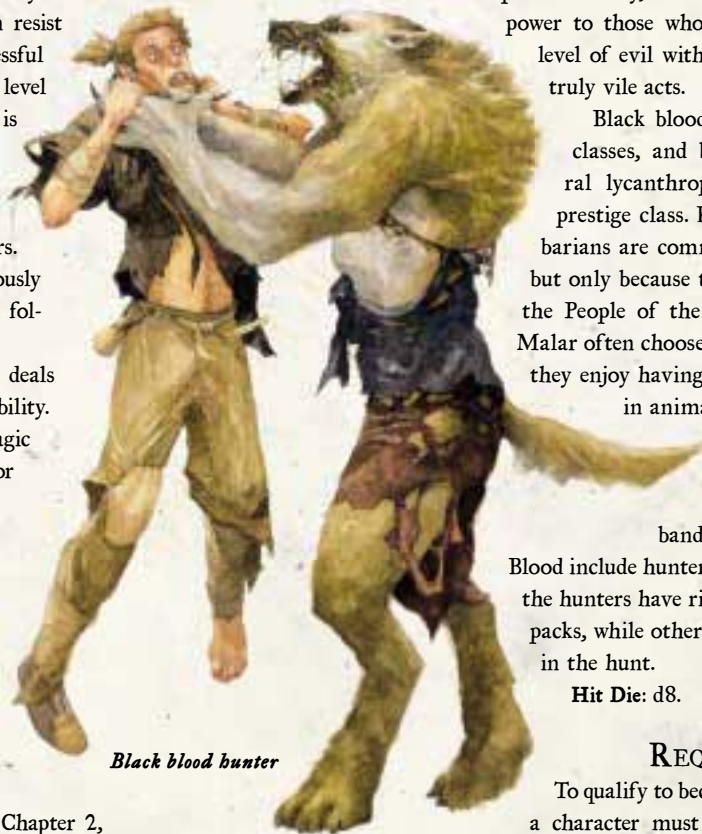 resist
essful
level
is
rs.
ously
fol-
deals
bility.
agic
or
Black blood hunter
Chapter 2,
power to those who
level of evil with
truly vile acts.
Black blood
classes, and b
ral lycanthrop
prestige class.
barians are comm
but only because t
the People of the
Malar often choose
they enjoy having
in anima
band
Blood include hunter
the hunters have ri
packs, while other
in the hunt.
Hit Die: d8.
REQ
To qualify to bec
a character must